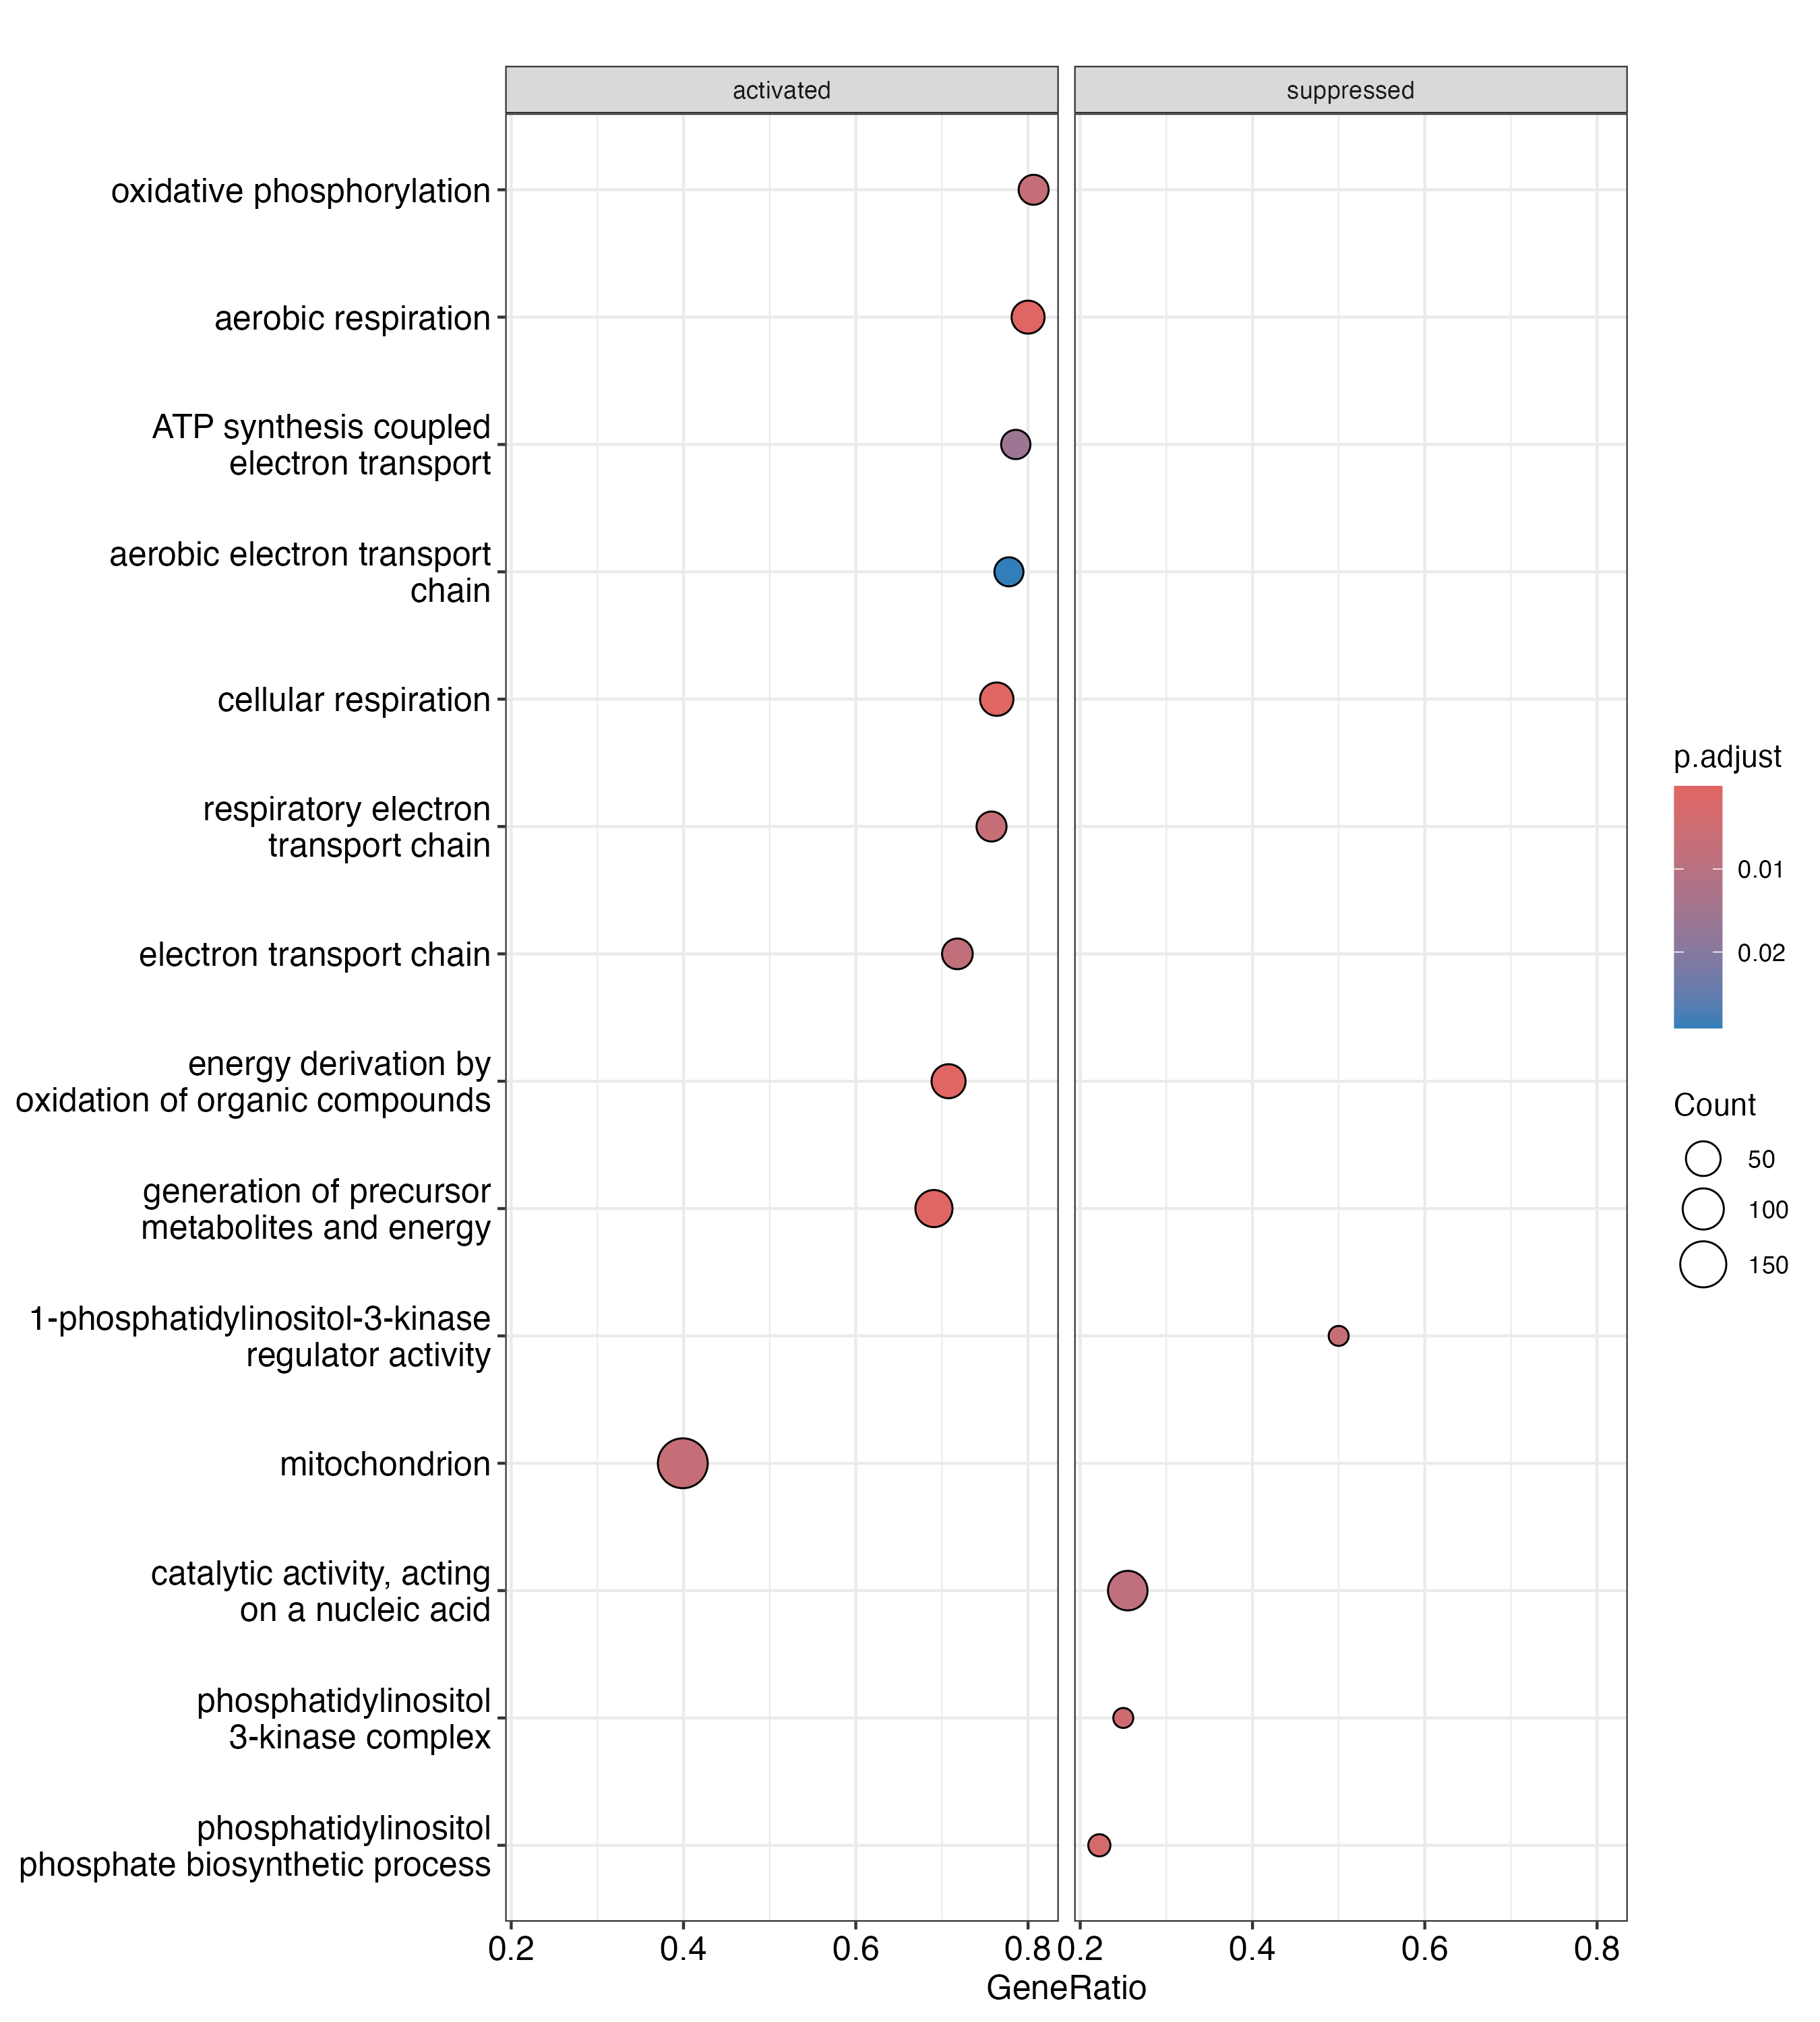 activated
suppressed
oxidative phosphorylation
aerobic respiration
ATP synthesis coupled
electron transport
aerobic electron transport
chain
cellular respiration
respiratory electron
transport chain
electron transport chain
energy derivation by
oxidation of organic compounds
generation of precursor
metabolites and energy
1-phosphatidylinositol-3-kinase
regulator activity
mitochondrion
catalytic activity, acting
on a nucleic acid
phosphatidylinositol
3-kinase complex
phosphatidylinositol
phosphate biosynthetic process
0.2 0.4 0.6 0.8 0.2 0.4 0.6 0.8
GeneRatio
p.adjust
0.01
0.02
Count
50
100
150